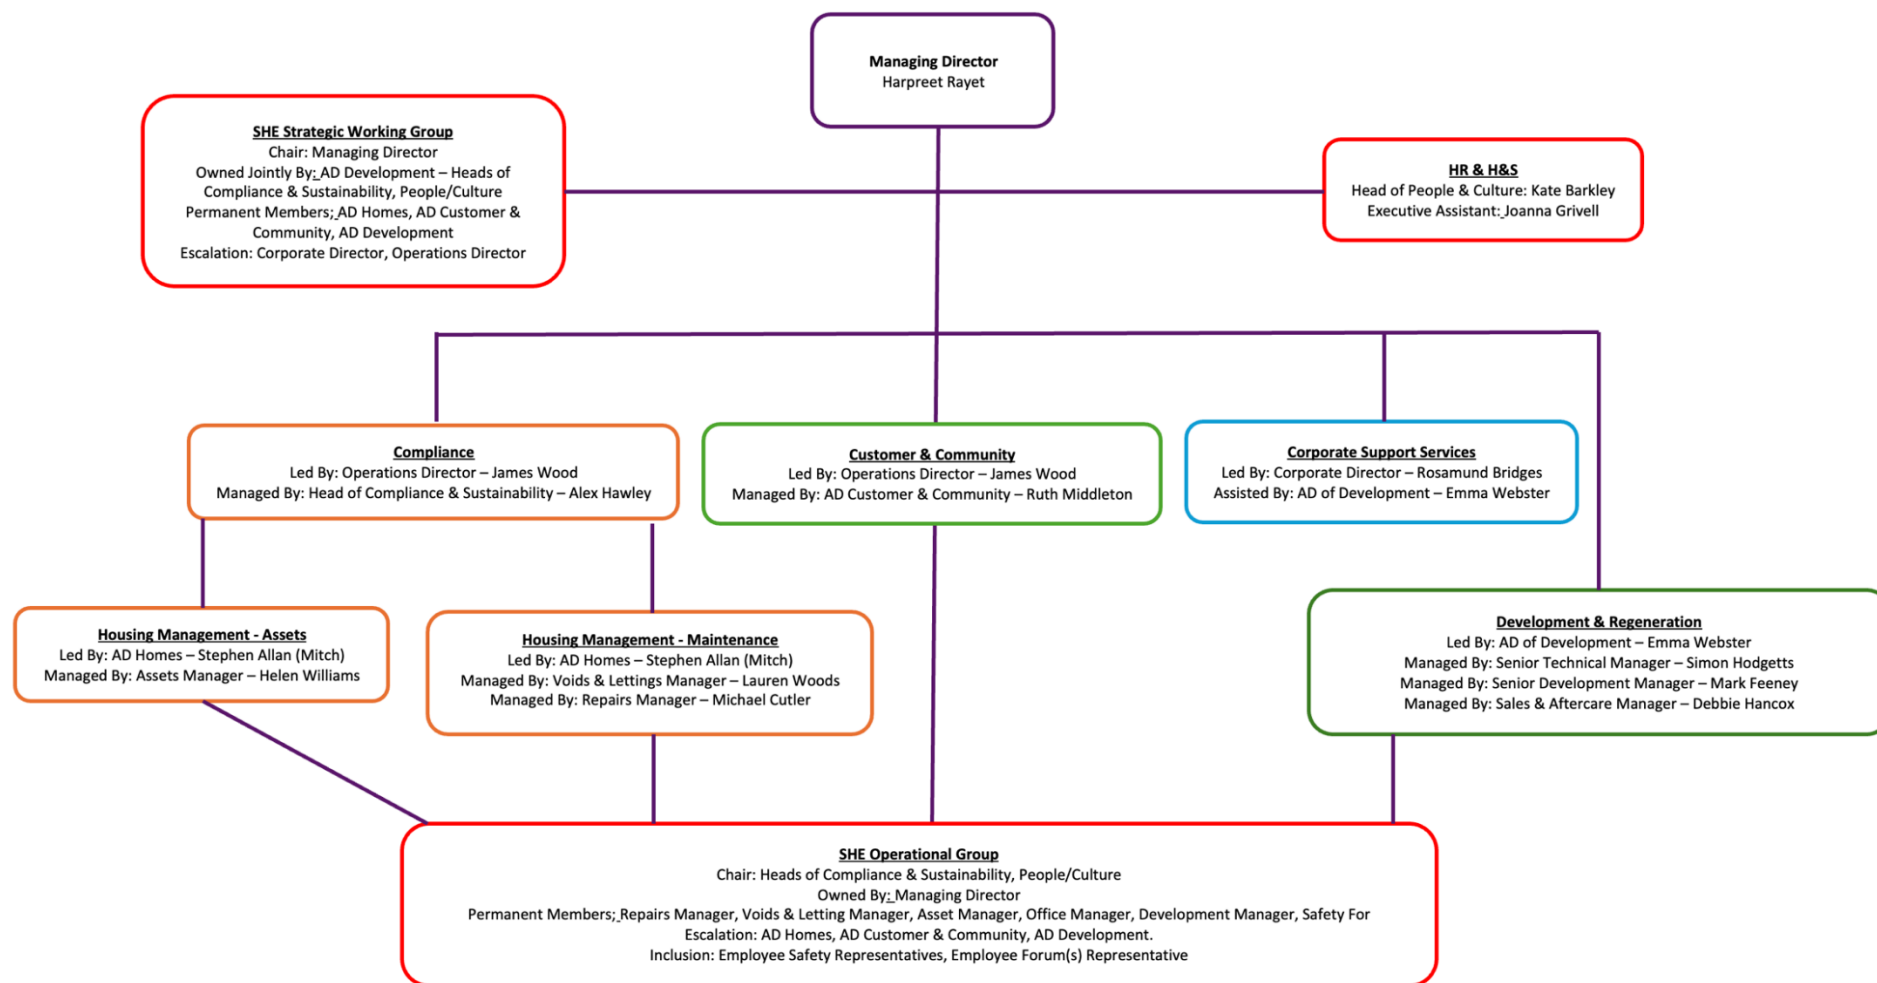 Managing Director
Harpreet Rayet
SHE Strategic Working Group
Chair: Managing Director
Owned Jointly By: AD Development – Heads of
Compliance & Sustainability, People/Culture
Permanent Members; AD Homes, AD Customer &
Community, AD Development
Escalation: Corporate Director, Operations Director
HR & H&S
Head of People & Culture: Kate Barkley
Executive Assistant: Joanna Grivell
Compliance
Led By: Operations Director – James Wood
Managed By: Head of Compliance & Sustainability – Alex Hawley
Customer & Community
Led By: Operations Director – James Wood
Managed By: AD Customer & Community – Ruth Middleton
Corporate Support Services
Led By: Corporate Director – Rosamund Bridges
Assisted By: AD of Development – Emma Webster
Housing Management - Assets
Led By: AD Homes – Stephen Allan (Mitch)
Managed By: Assets Manager – Helen Williams
Housing Management - Maintenance
Led By: AD Homes – Stephen Allan (Mitch)
Managed By: Voids & Lettings Manager – Lauren Woods
Managed By: Repairs Manager – Michael Cutler
Development & Regeneration
Led By: AD of Development – Emma Webster
Managed By: Senior Technical Manager – Simon Hodgetts
Managed By: Senior Development Manager – Mark Feeney
Managed By: Sales & Aftercare Manager – Debbie Hancox
SHE Operational Group
Chair: Heads of Compliance & Sustainability, People/Culture
Owned By: Managing Director
Permanent Members; Repairs Manager, Voids & Letting Manager, Asset Manager, Office Manager, Development Manager, Safety For
Escalation: AD Homes, AD Customer & Community, AD Development.
Inclusion: Employee Safety Representatives, Employee Forum(s) Representative